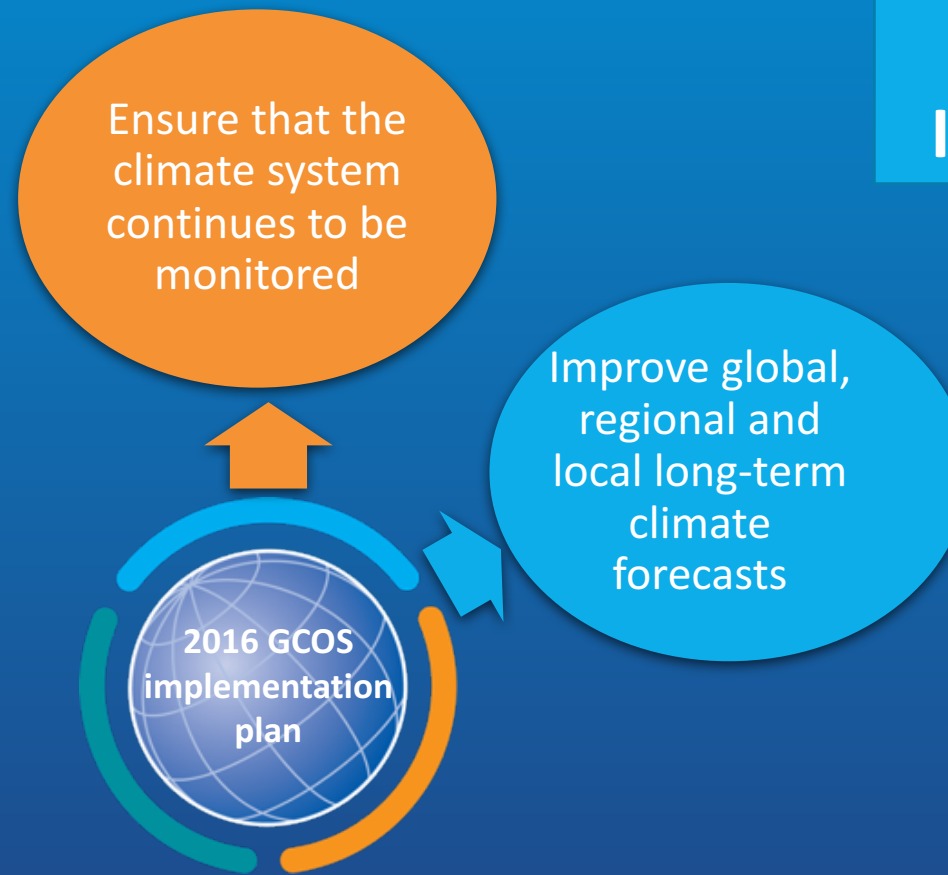 Ensure that the
climate system
continues to be
monitored
Improve global,
regional and
local long-term
climate
forecasts
2016 GCOS
implementation
plan